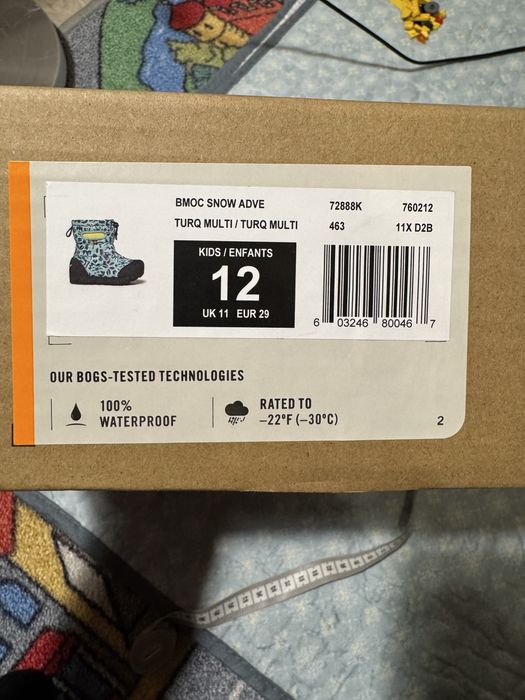 BMOC SNOW ADVE 72888K 760212
TURQ MULTI / TURQ MULTI 463 11X D2B
KIDS / ENFANTS
12
UK 11 EUR 29
6 03246 80046 7
OUR BOGS-TESTED TECHNOLOGIES
100%
WATERPROOF
RATED TO
–22°F (–30°C)
2